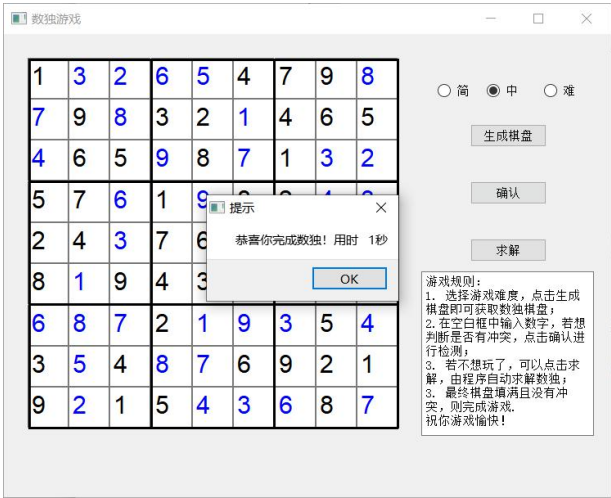 数独游戏
1 3 2 6 5 4 7 9 8
7 9 8 3 2 1 4 6 5
4 6 5 9 8 7 1 3 2
5 7 6 1 9
2 4 3 7 6
8 1 9 4 3
6 8 7 2 1 9 3 5 4
3 5 4 8 7 6 9 2 1
9 2 1 5 4 3 6 8 7
提示
恭喜你完成数独！用时 1秒
OK
简 中 难
生成棋盘
确认
求解
游戏规则：
1. 选择游戏难度，点击生成
棋盘即可获取数独棋盘；
2.在空白框中输入数字，若想
判断是否有冲突，点击确认进
行检测；
3. 若不想玩了，可以点击求
解，由程序自动求解数独；
3. 最终棋盘填满且没有冲
突，则完成游戏.
祝你游戏愉快！